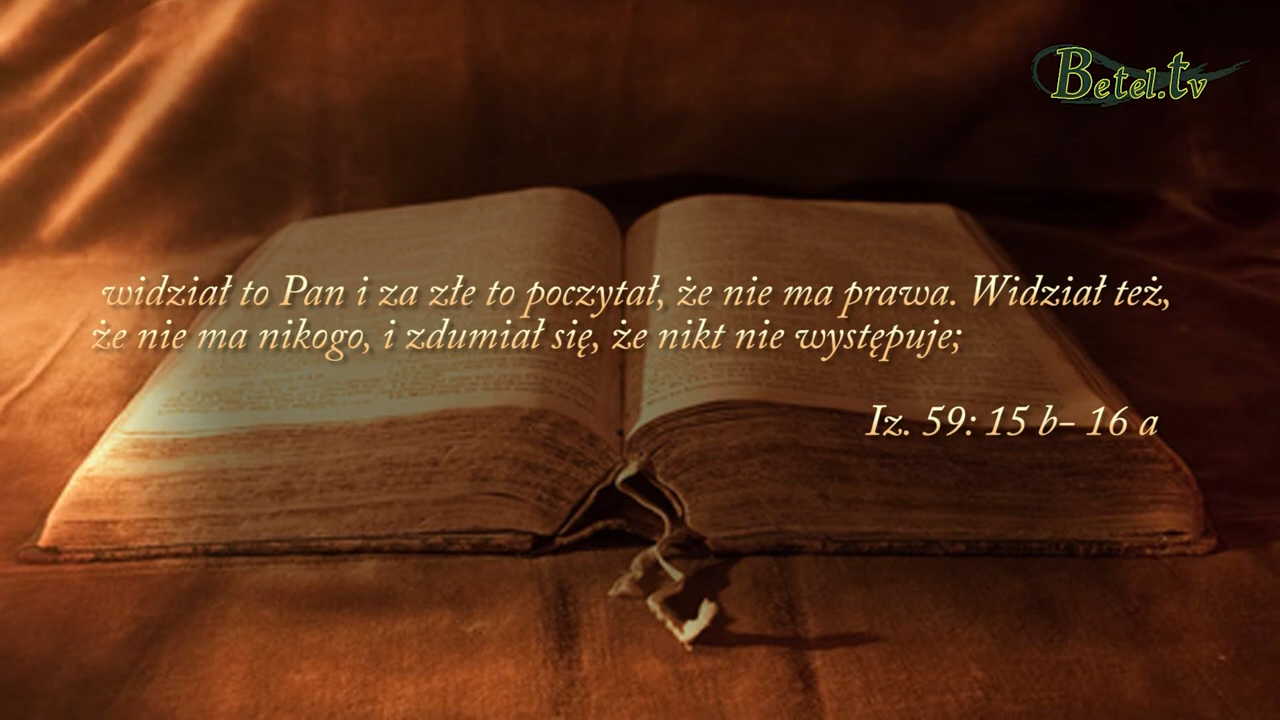 Betel.tv
widział to Pan i za złe to poczytał, że nie ma prawa. Widział też,
że nie ma nikogo, i zdumiał się, że nikt nie występuje;
Iz. 59: 15 b- 16 a